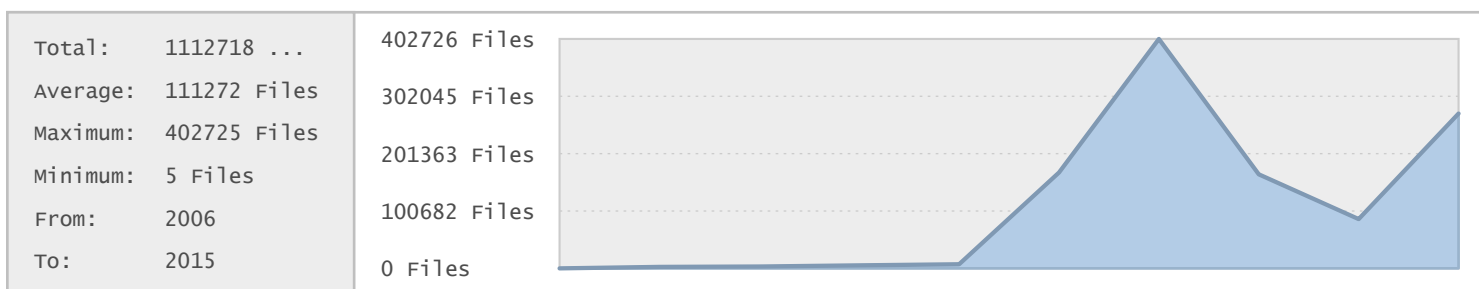 Total: 1112718 ...
Average: 111272 Files
Maximum: 402725 Files
Minimum: 5 Files
From: 2006
To: 2015
402726 Files
302045 Files
201363 Files
100682 Files
0 Files